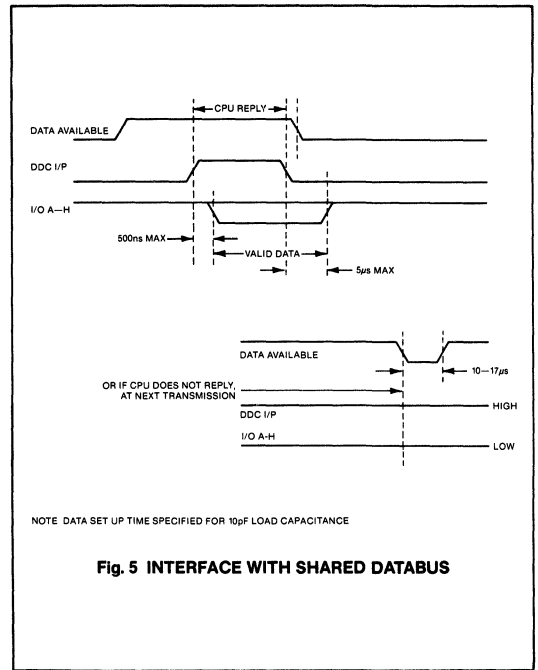 CPU REPLY
DATA AVAILABLE
DDC I/P
I/O A—H
500ns MAX
VALID DATA
5µs MAX
DATA AVAILABLE
10—17µs
OR IF CPU DOES NOT REPLY,
AT NEXT TRANSMISSION
HIGH
DDC I/P
I/O A-H
LOW
NOTE DATA SET UP TIME SPECIFIED FOR 10pF LOAD CAPACITANCE
Fig. 5 INTERFACE WITH SHARED DATABUS